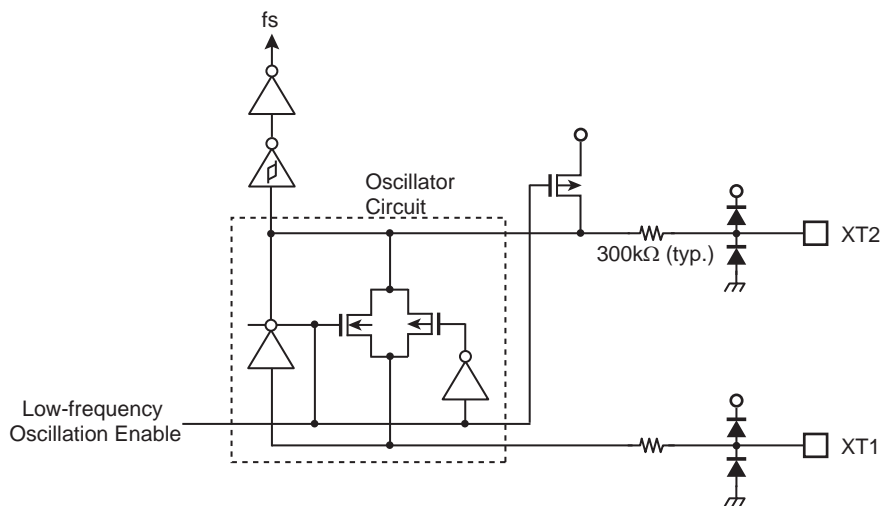 fs
Oscillator
Circuit
300kΩ (typ.)
XT2
Low-frequency
Oscillation Enable
XT1